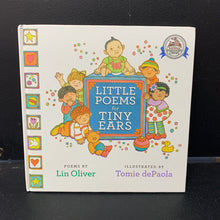 LITTLE
POEMS for
TINY
EARS
POEMS BY
Lin Oliver
ILLUSTRATED BY
Tomie dePaola